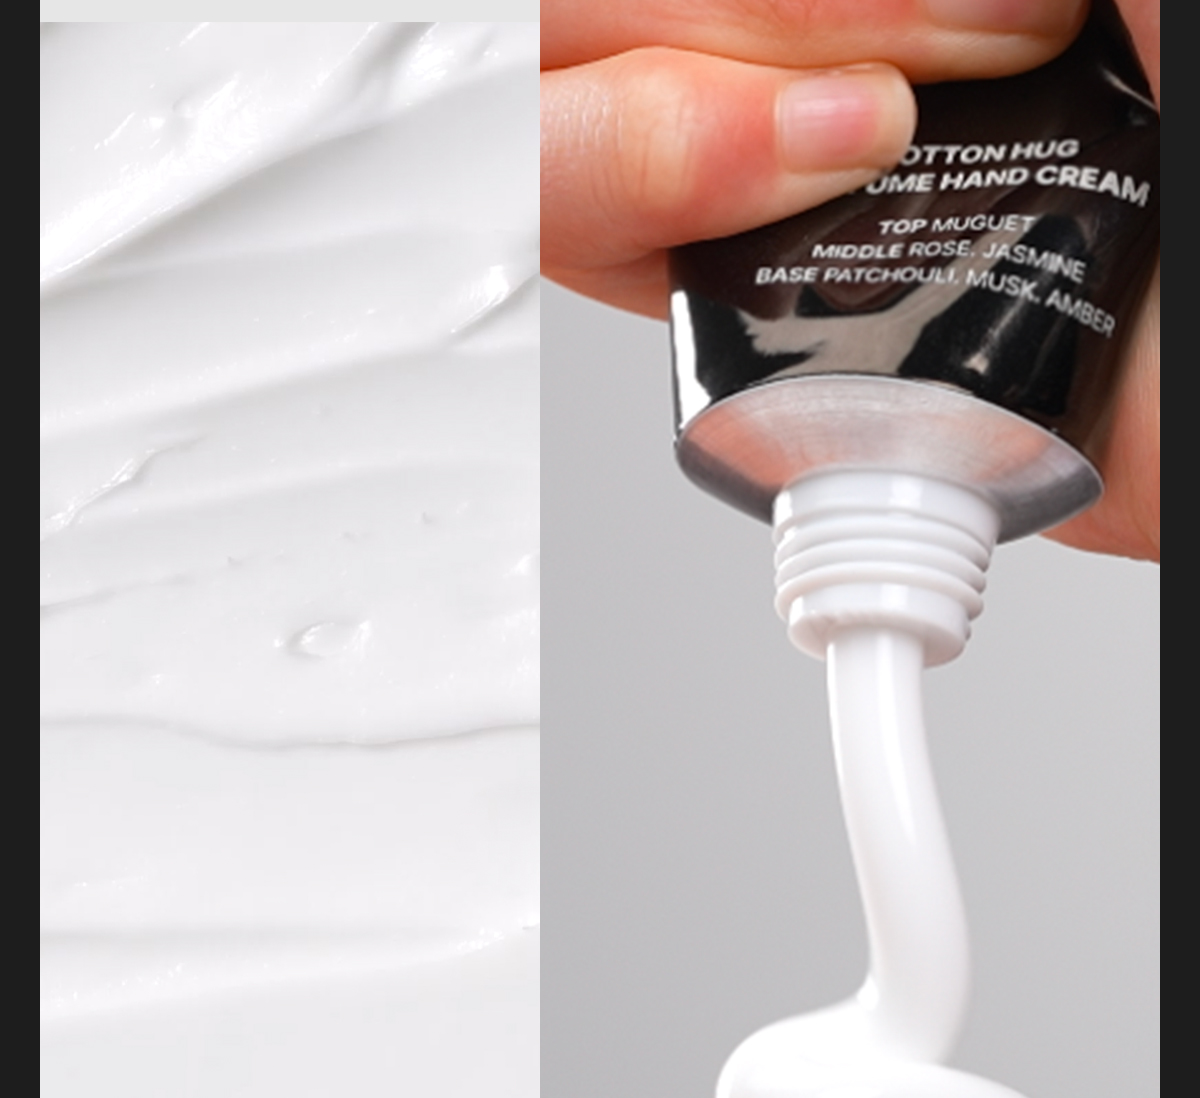 OTTON HUG
UME HAND CREAM
TOP MUGUET
MIDDLE ROSE, JASMINE
BASE PATCHOULI, MUSK, AMBER